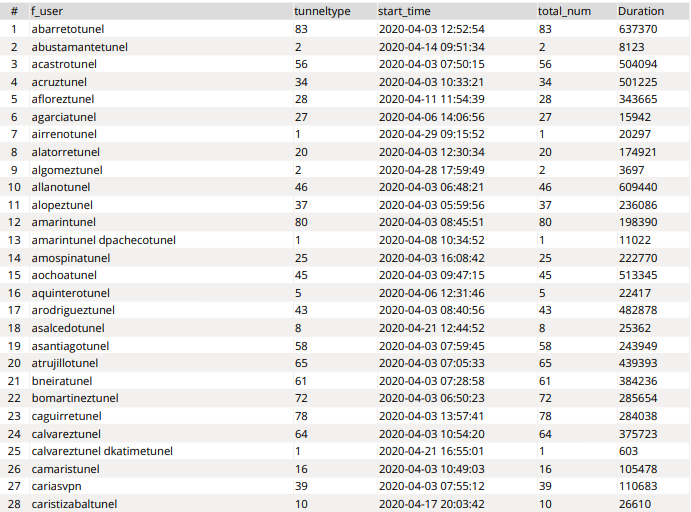 # f_user tunneltype start_time total_num Duration
1 abarretotunel 83 2020-04-03 12:52:54 83 637370
2 abustamantetunel 2 2020-04-14 09:51:34 2 8123
3 acastrotunel 56 2020-04-03 07:50:15 56 504094
4 acruztunel 34 2020-04-03 10:33:21 34 501225
5 afloreztunel 28 2020-04-11 11:54:39 28 343665
6 agarciatunel 27 2020-04-06 14:06:56 27 15942
7 airrenotunel 1 2020-04-29 09:15:52 1 20297
8 alatorretunel 20 2020-04-03 12:30:34 20 174921
9 algomeztunel 2 2020-04-28 17:59:49 2 3697
10 allanotunel 46 2020-04-03 06:48:21 46 609440
11 alopeztunel 37 2020-04-03 05:59:56 37 236086
12 amarintunel 80 2020-04-03 08:45:51 80 198390
13 amarintunel dpachecotunel 1 2020-04-08 10:34:52 1 11022
14 amospinatunel 25 2020-04-03 16:08:42 25 222770
15 aochoatunel 45 2020-04-03 09:47:15 45 513345
16 aquinterotunel 5 2020-04-06 12:31:46 5 22417
17 arodrigueztunel 43 2020-04-03 08:40:56 43 482878
18 asalcedotunel 8 2020-04-21 12:44:52 8 25362
19 asantiagotunel 58 2020-04-03 07:59:45 58 243949
20 atrujillotunel 65 2020-04-03 07:05:33 65 439393
21 bneiratunel 61 2020-04-03 07:28:58 61 384236
22 bomartineztunel 72 2020-04-03 06:50:23 72 285654
23 caguirretunel 78 2020-04-03 13:57:41 78 284038
24 calvareztunel 64 2020-04-03 10:54:20 64 375723
25 calvareztunel dkatimetunel 1 2020-04-21 16:55:01 1 603
26 camaristunel 16 2020-04-03 10:49:03 16 105478
27 cariasvpn 39 2020-04-03 07:55:12 39 110683
28 caristizabaltunel 10 2020-04-17 20:03:42 10 26610